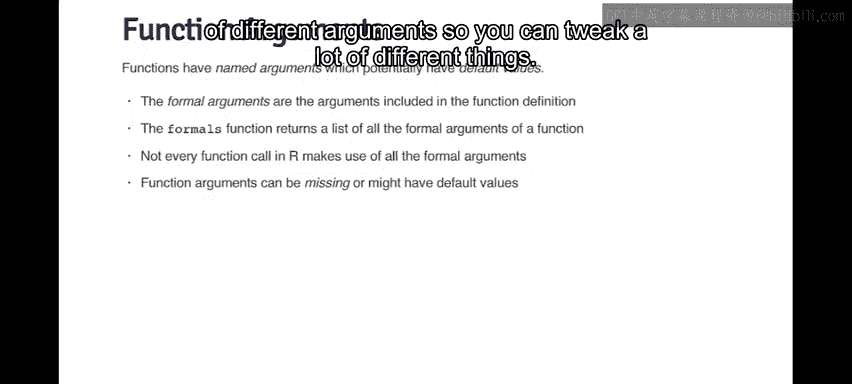 Function Arguments
of different arguments so you can tweak a
lot of different things.
Functions have named arguments which potentially have default values.
· The formal arguments are the arguments included in the function definition
· The formals function returns a list of all the formal arguments of a function
· Not every function call in R makes use of all the formal arguments
· Function arguments can be missing or might have default values